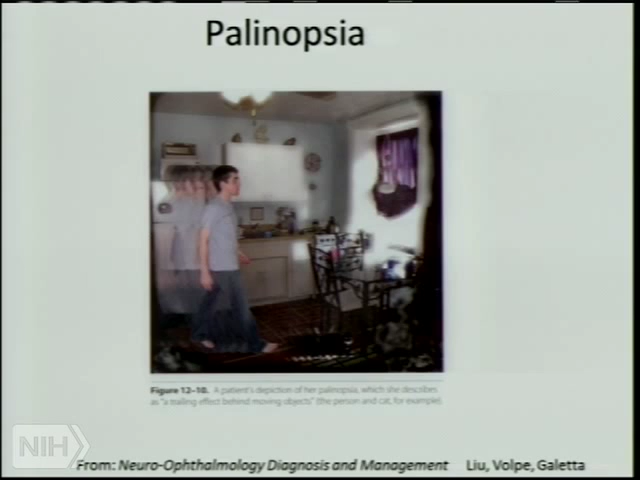 Palinopsia
Figure 12–10. A patient's depiction of her palinopsia, which she describes
as "a trailing effect behind moving objects" (the person and cat, for example).
NIH
From: Neuro-Ophthalmology Diagnosis and Management Liu, Volpe, Galetta